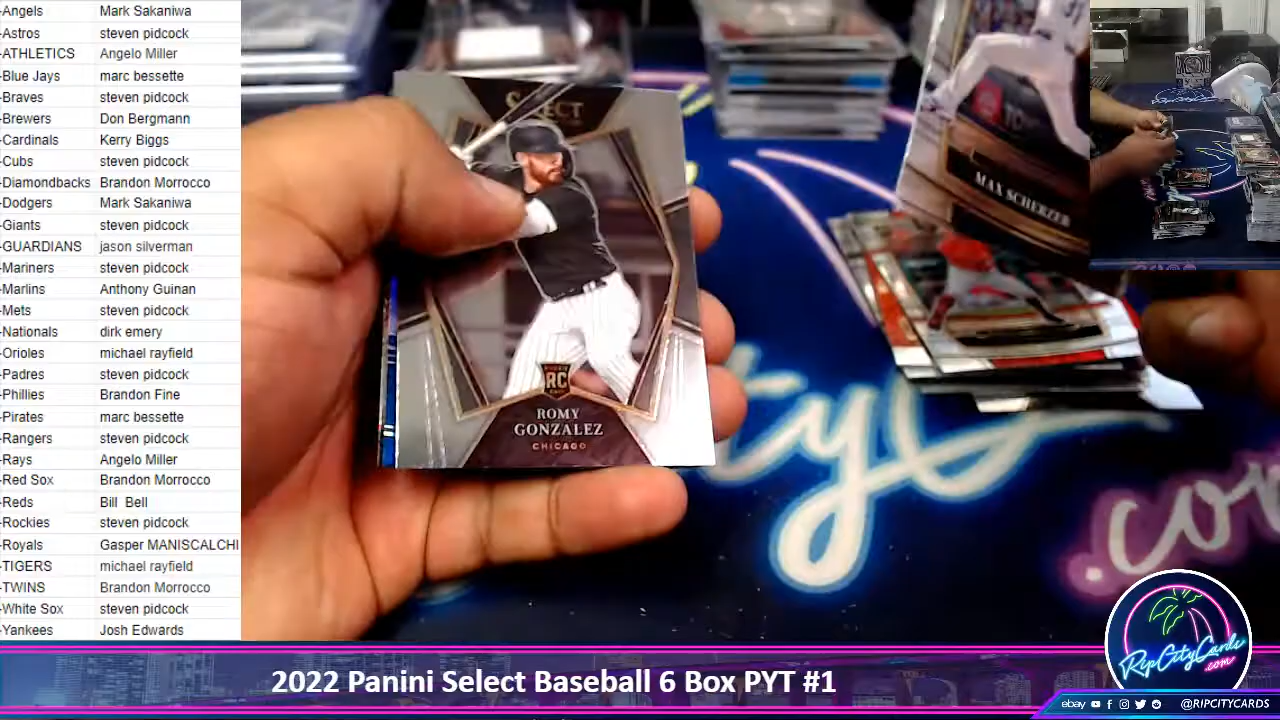 -Angels Mark Sakaniwa
-Astros steven pidcock
-ATHLETICS Angelo Miller
-Blue Jays marc bessette
-Braves steven pidcock
-Brewers Don Bergmann
-Cardinals Kerry Biggs
-Cubs steven pidcock
-Diamondbacks Brandon Morrocco
-Dodgers Mark Sakaniwa
-Giants steven pidcock
-GUARDIANS jason silverman
-Mariners steven pidcock
-Marlins Anthony Guinan
-Mets steven pidcock
-Nationals dirk emery
-Orioles michael rayfield
-Padres steven pidcock
-Phillies Brandon Fine
-Pirates marc bessette
-Rangers steven pidcock
-Rays Angelo Miller
-Red Sox Brandon Morrocco
-Reds Bill Bell
-Rockies steven pidcock
-Royals Gasper MANISCALCHI
-TIGERS michael rayfield
-TWINS Brandon Morrocco
-White Sox steven pidcock
-Yankees Josh Edwards
SELECT
RC
ROMY
GONZALEZ
CHICAGO
MAX SCHERZER
.co
RipCityCards
.com
2022 Panini Select Baseball 6 Box PYT #1
ebay @RIPCITYCARDS